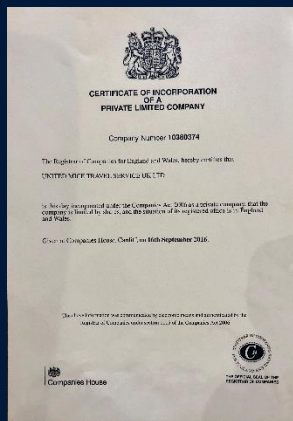 CERTIFICATE OF INCORPORATION
OF A
PRIVATE LIMITED COMPANY
Company Number 10380374
The Registrar of Companies for England and Wales, hereby certifies that
UNITED NICE TRAVEL SERVICE UK LTD
is this day incorporated under the Companies Act 2006 as a private company, that the
company is limited by shares, and the situation of its registered office is in England
and Wales.
Given at Companies House, Cardiff, on 16th September 2016.
Companies House
THE OFFICIAL SEAL OF THE
REGISTRAR OF COMPANIES